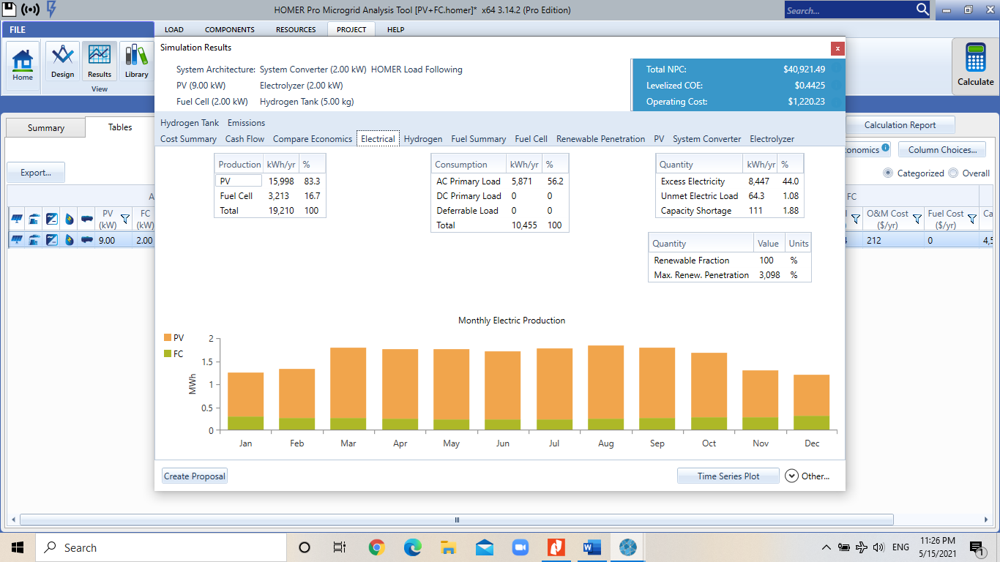 HOMER Pro Microgrid Analysis Tool [PV+FC.homer]* x64 3.14.2 (Pro Edition)
Search...
FILE
LOAD COMPONENTS RESOURCES PROJECT HELP
Home
Design
Results
Library
View
Calculate
Simulation Results
x
System Architecture: System Converter (2.00 kW) HOMER Load Following
PV (9.00 kW) Electrolyzer (2.00 kW)
Fuel Cell (2.00 kW) Hydrogen Tank (5.00 kg)
Total NPC: $40,921.49
Levelized COE: $0.4425
Operating Cost: $1,220.23
Summary
Tables
Calculation Report
Export...
onomics
Column Choices...
Categorized Overall
Hydrogen Tank Emissions
Cost Summary Cash Flow Compare Economics Electrical Hydrogen Fuel Summary Fuel Cell Renewable Penetration PV System Converter Electrolyzer
Production kWh/yr %
PV 15,998 83.3
Fuel Cell 3,213 16.7
Total 19,210 100
Consumption kWh/yr %
AC Primary Load 5,871 56.2
DC Primary Load 0 0
Deferrable Load 0 0
Total 10,455 100
Quantity kWh/yr %
Excess Electricity 8,447 44.0
Unmet Electric Load 64.3 1.08
Capacity Shortage 111 1.88
Quantity Value Units
Renewable Fraction 100 %
Max. Renew. Penetration 3,098 %
A
PV
(kW)
FC
(kW)
9.00 2.00
FC
O&M Cost
($/yr)
Fuel Cost
($/yr)
Ca
212 0 4,5
Monthly Electric Production
PV
FC
MWh
2
1.5
1
0.5
0
Jan Feb Mar Apr May Jun Jul Aug Sep Oct Nov Dec
Create Proposal
Time Series Plot
Other...
Search
ENG
11:26 PM
5/15/2021
1